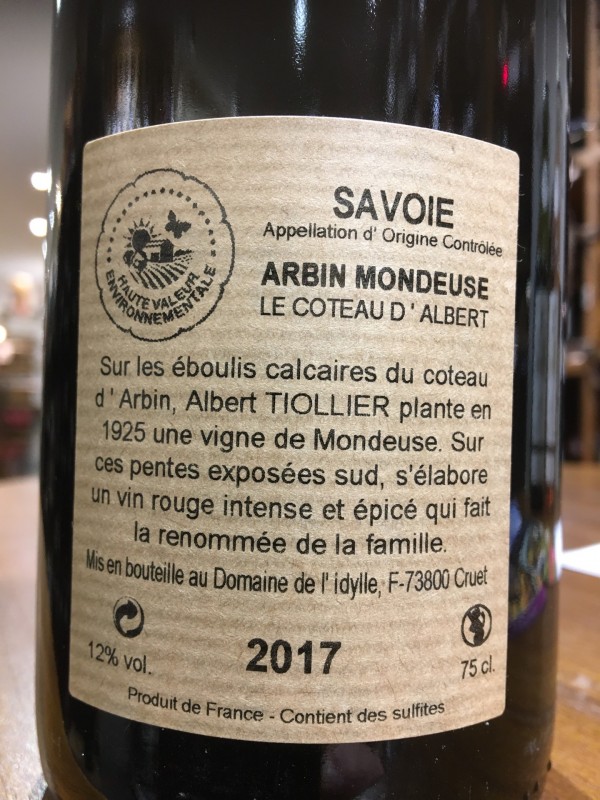 SAVOIE
Appellation d' Origine Contrôlée
HAUTE VALEUR
ENVIRONNEMENTALE
ARBIN MONDEUSE
LE COTEAU D ' ALBERT
Sur les éboulis calcaires du coteau
d ' Arbin, Albert TIOLLIER plante en
1925 une vigne de Mondeuse. Sur
ces pentes exposées sud, s'élabore
un vin rouge intense et épicé qui fait
la renommée de la famille.
Mis en bouteille au Domaine de l' idylle, F-73800 Cruet
12% vol.
2017
75 cl.
Produit de France - Contient des sulfites